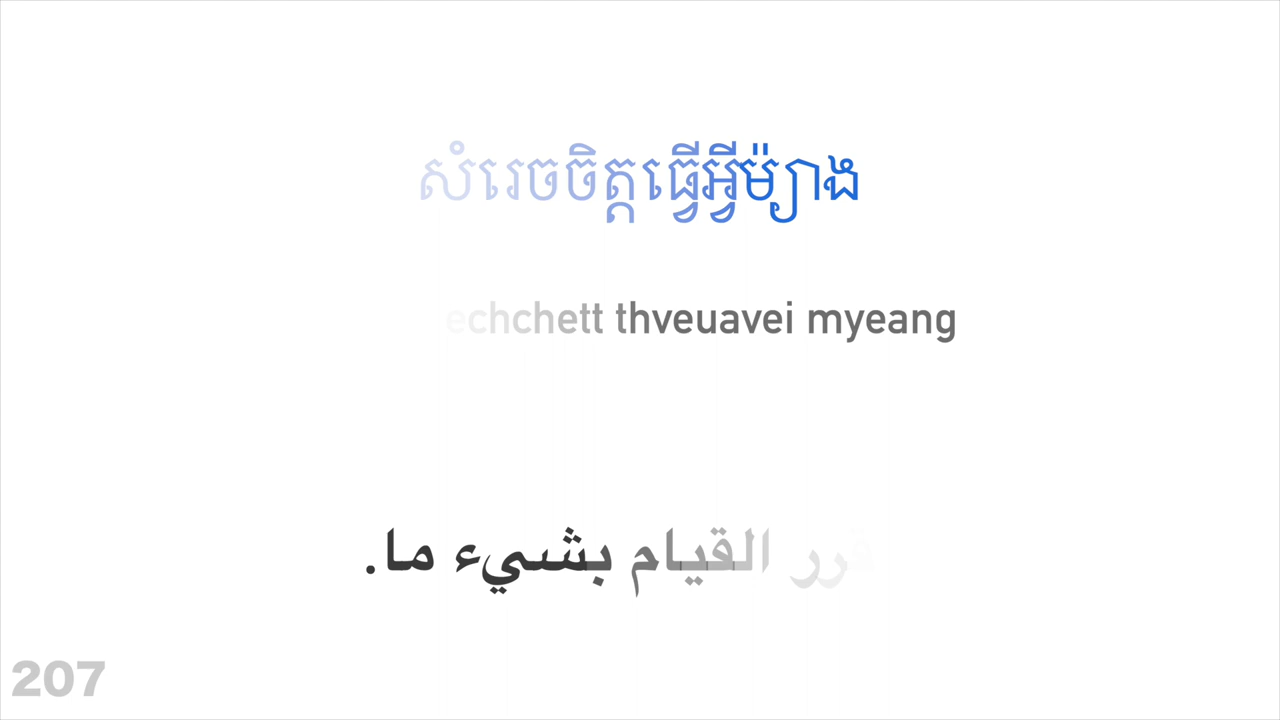 សំរេចចិត្តធ្វើអ្វីម៉្យាង
echchett thveuavei myeang
قرر القيام بشيء ما.
207